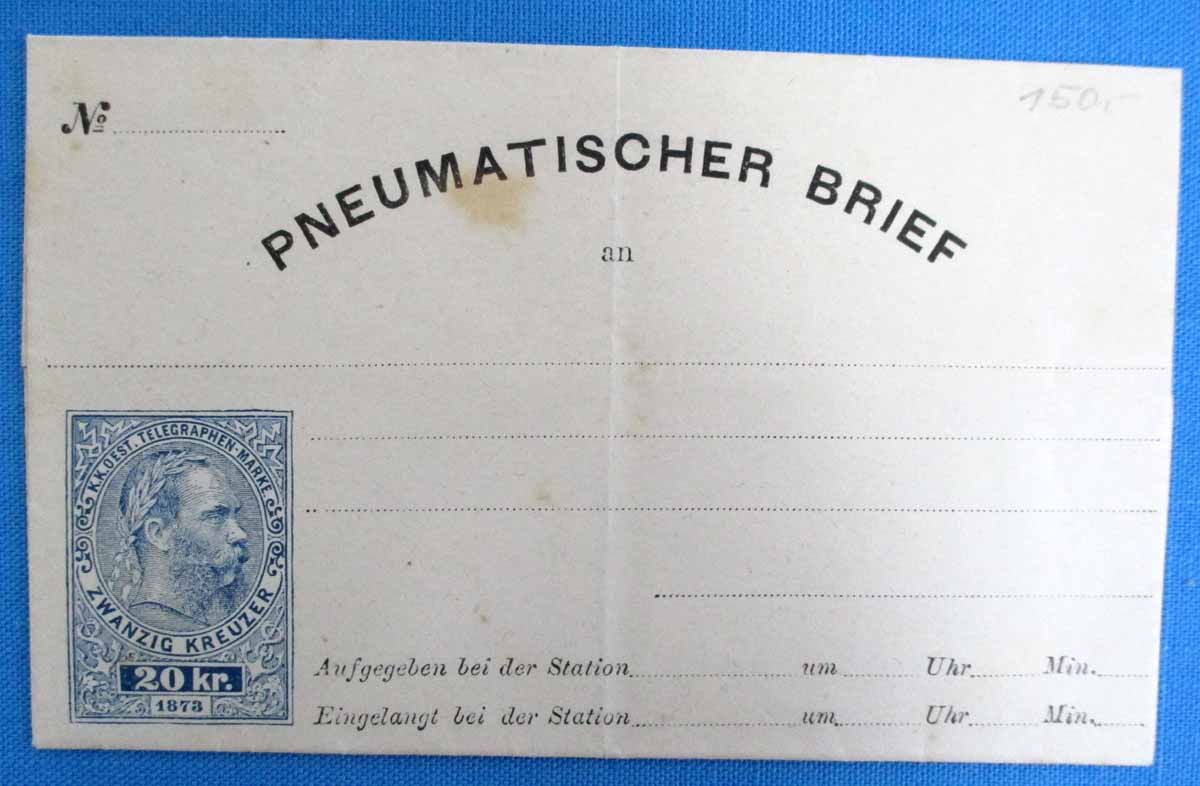 150,-
No
PNEUMATISCHER BRIEF
an
K.K. OEST. TELEGRAPHEN-MARKE
ZWANZIG KREUZER
20 kr.
1873
Aufgegeben bei der Station um Uhr Min.
Eingelangt bei der Station um Uhr Min.